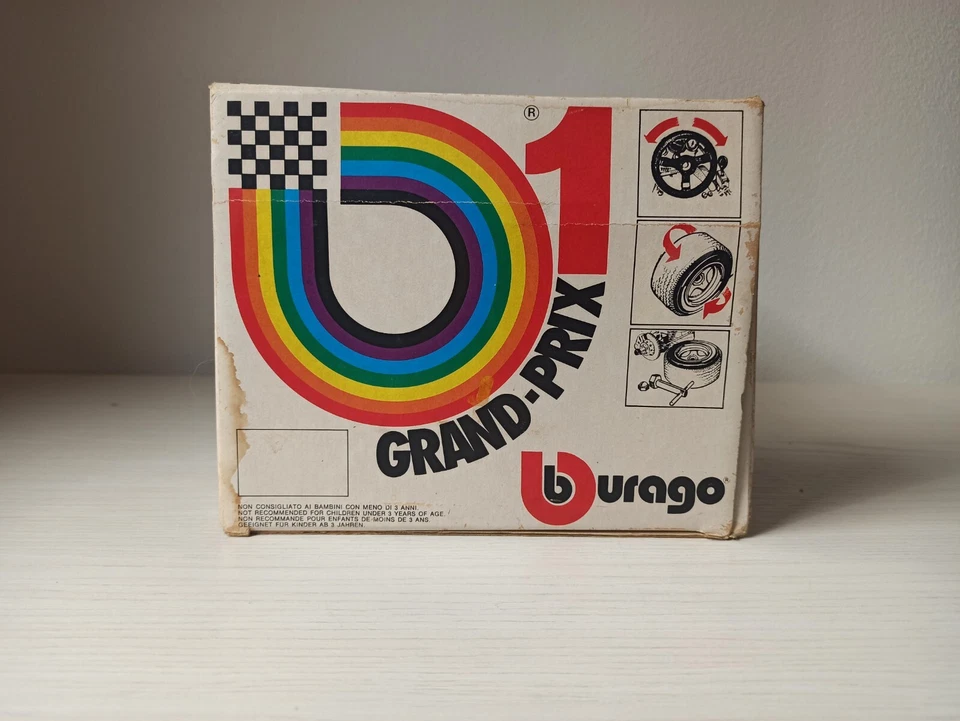 ® 1
GRAND-PRIX
burago®
NON CONSIGLIATO AI BAMBINI CON MENO DI 3 ANNI.
NOT RECOMMENDED FOR CHILDREN UNDER 3 YEARS OF AGE.
NON RECOMMANDE POUR ENFANTS DE MOINS DE 3 ANS.
GEEIGNET FÜR KINDER AB 3 JAHREN.